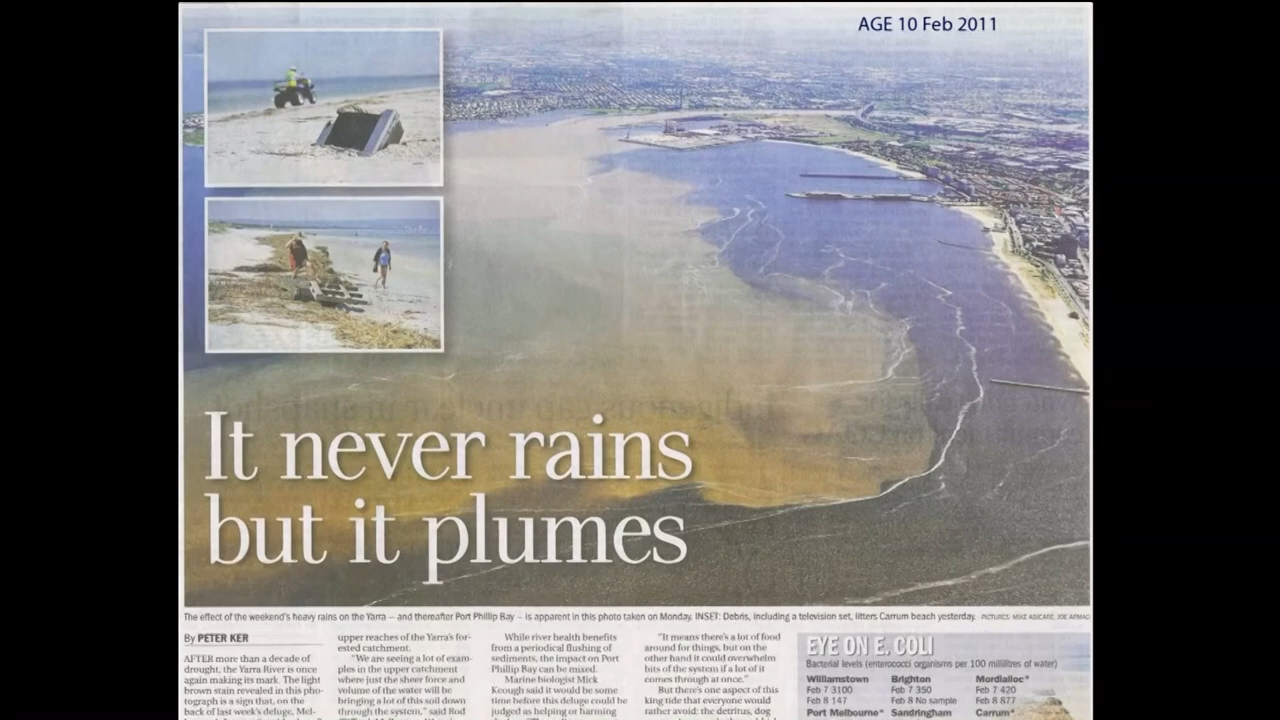 AGE 10 Feb 2011
It never rains
but it plumes
The effect of the weekend's heavy rains on the Yarra — and thereafter Port Phillip Bay — is apparent in this photo taken on Monday. INSET: Debris, including a television set, litters Carrum beach yesterday. PICTURES:
By PETER KER
AFTER more than a decade of
drought, the Yarra River is once
again making its mark. The light
brown stain revealed in this pho-
tograph is a sign that, on the
back of last week's deluge, Mel-
upper reaches of the Yarra's for-
ested catchment.
"We are seeing a lot of exam-
ples in the upper catchment
where just the sheer force and
volume of the water will be
bringing a lot of this soil down
through the system," said Rod
While river health benefits
from a periodical flushing of
sediments, the impact on Port
Phillip Bay can be mixed.
Marine biologist Mick
Keough said it would be some
time before this deluge could be
judged as helping or harming
"It means there's a lot of food
around for things, but on the
other hand it could overwhelm
bits of the system if a lot of it
comes through at once."
But there's one aspect of this
king tide that everyone would
rather avoid: the detritus, dog
EYE ON E. COLI
Bacterial levels (enterococci organisms per 100 millilitres of water)
Williamstown Brighton Mordialloc*
Feb 7 3100 Feb 7 350 Feb 7 420
Feb 8 147 Feb 8 No sample Feb 8 877
Port Melbourne* Sandringham Carrum*